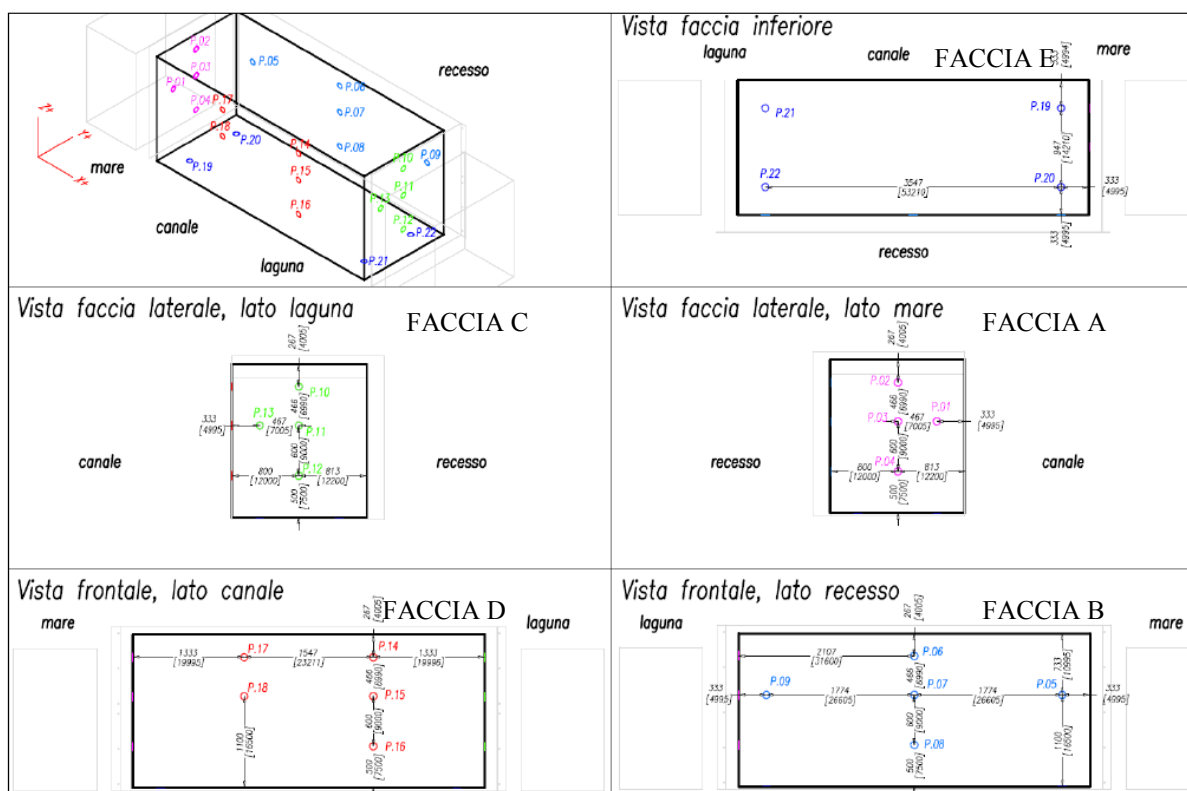 P.02
P.03
P.01
P.04
P.17
P.18
P.05
P.06
P.07
P.08
P.20
P.19
P.14
P.15
P.16
P.09
P.10
P.11
P.13
P.12
P.22
P.21
Z+
Y+
X+
recesso
mare
canale
laguna
Vista faccia inferiore
laguna
canale
FACCIA E
mare
333
[4994]
P.21
P.19
947
[14210]
P.22
3547
[53210]
P.20
333
[4995]
333
[4995]
recesso
Vista faccia laterale, lato laguna
FACCIA C
267
[4005]
P.10
466
[6990]
P.13
333
[4995]
467
[7005]
P.11
600
[9000]
canale
recesso
P.12
800
[12000]
813
[12200]
500
[7500]
Vista faccia laterale, lato mare
FACCIA A
267
[4005]
P.02
466
[6990]
P.01
P.03
467
[7005]
333
[4995]
600
[9000]
recesso
canale
P.04
800
[12000]
813
[12200]
500
[7500]
Vista frontale, lato canale
FACCIA D
mare
laguna
267
[4005]
P.17
P.14
1333
[19995]
1547
[23211]
1333
[19995]
466
[6990]
P.18
P.15
600
[9000]
1100
[16500]
P.16
500
[7500]
Vista frontale, lato recesso
FACCIA B
laguna
mare
267
[4005]
P.06
2107
[31600]
466
[6990]
733
[10995]
P.09
P.07
P.05
333
[4995]
1774
[26605]
1774
[26605]
333
[4995]
600
[9000]
1100
[16500]
P.08
500
[7500]